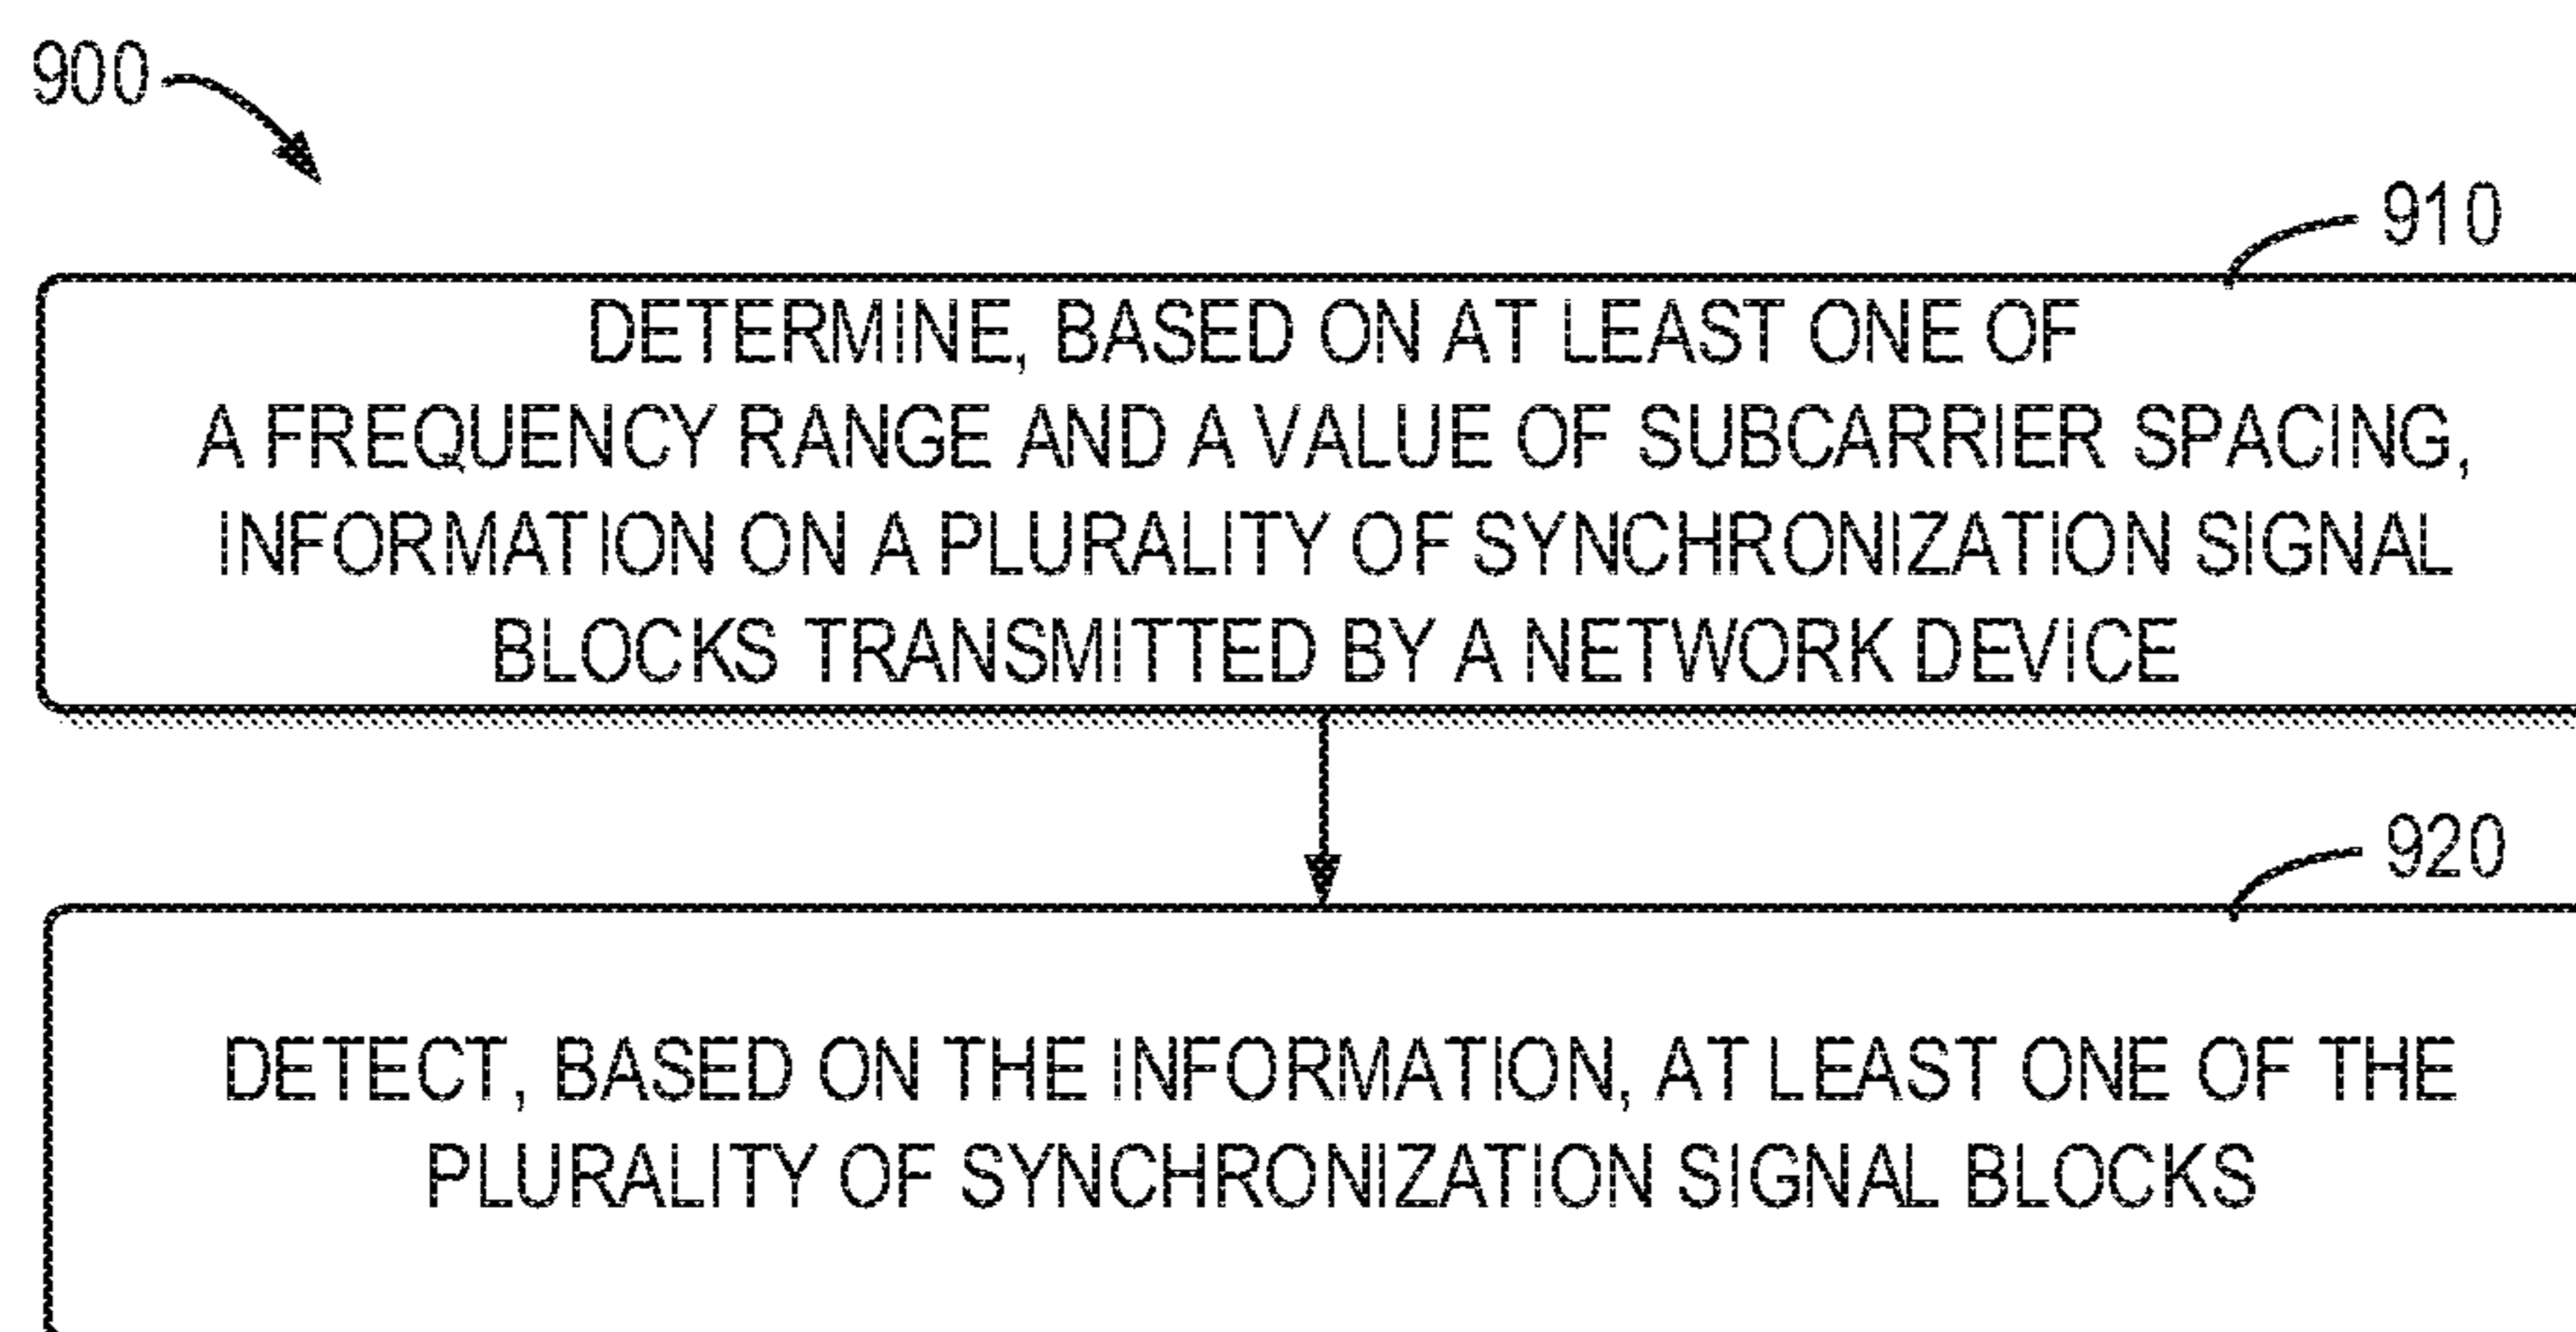 900
910
DETERMINE, BASED ON AT LEAST ONE OF
A FREQUENCY RANGE AND A VALUE OF SUBCARRIER SPACING,
INFORMATION ON A PLURALITY OF SYNCHRONIZATION SIGNAL
BLOCKS TRANSMITTED BY A NETWORK DEVICE
920
DETECT, BASED ON THE INFORMATION, AT LEAST ONE OF THE
PLURALITY OF SYNCHRONIZATION SIGNAL BLOCKS